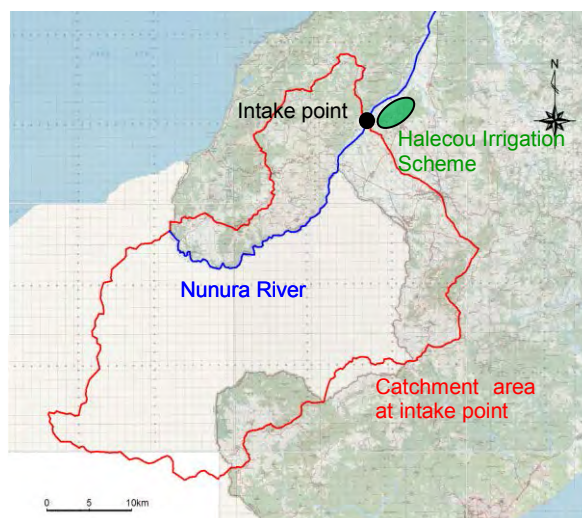 N
Intake point
Halecou Irrigation
Scheme
Nunura River
Catchment area
at intake point
0 5 10km